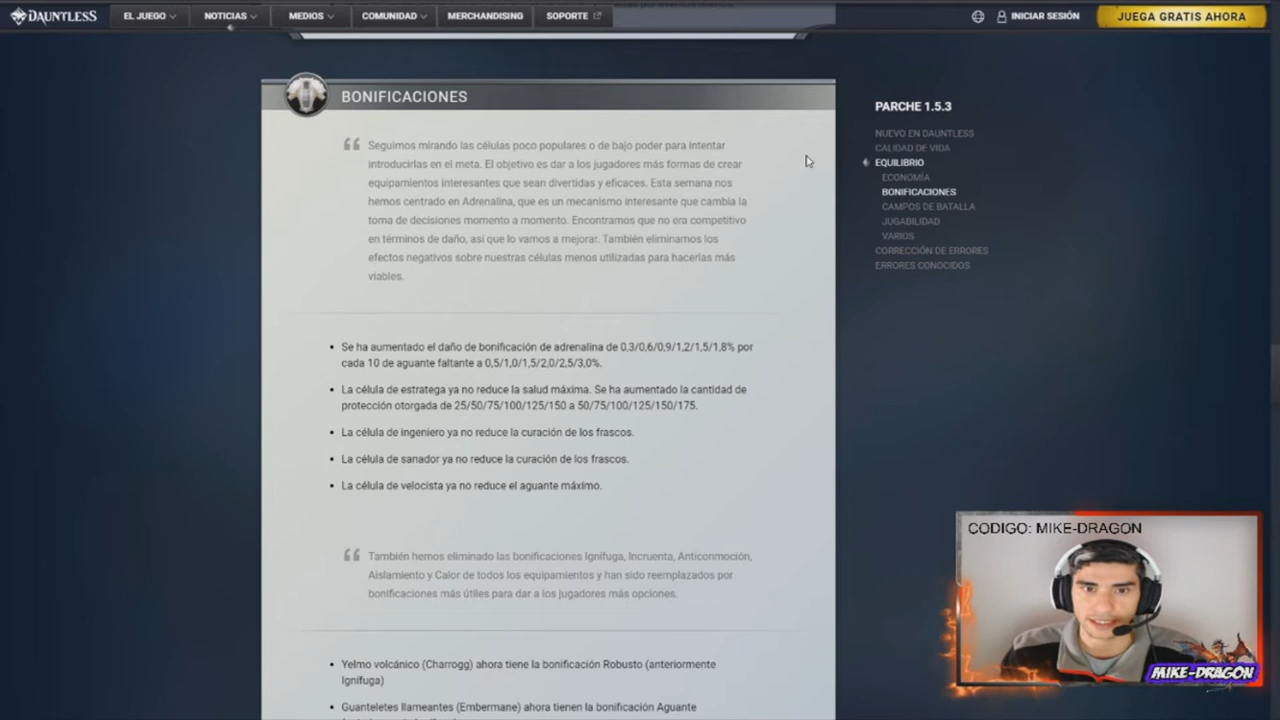 DAUNTLESS
EL JUEGO
NOTICIAS
MEDIOS
COMUNIDAD
MERCHANDISING
SOPORTE
INICIAR SESIÓN
JUEGA GRATIS AHORA
BONIFICACIONES
Seguimos mirando las células poco populares o de bajo poder para intentar
introducirlas en el meta. El objetivo es dar a los jugadores más formas de crear
equipamientos interesantes que sean divertidas y eficaces. Esta semana nos
hemos centrado en Adrenalina, que es un mecanismo interesante que cambia la
toma de decisiones momento a momento. Encontramos que no era competitivo
en términos de daño, así que lo vamos a mejorar. También eliminamos los
efectos negativos sobre nuestras células menos utilizadas para hacerlas más
viables.
Se ha aumentado el daño de bonificación de adrenalina de 0,3/0,6/0,9/1,2/1,5/1,8% por
cada 10 de aguante faltante a 0,5/1,0/1,5/2,0/2,5/3,0%.
La célula de estratega ya no reduce la salud máxima. Se ha aumentado la cantidad de
protección otorgada de 25/50/75/100/125/150 a 50/75/100/125/150/175.
La célula de ingeniero ya no reduce la curación de los frascos.
La célula de sanador ya no reduce la curación de los frascos.
La célula de velocista ya no reduce el aguante máximo.
También hemos eliminado las bonificaciones Ignífuga, Incruenta, Anticonmoción,
Aislamiento y Calor de todos los equipamientos y han sido reemplazados por
bonificaciones más útiles para dar a los jugadores más opciones.
Yelmo volcánico (Charrogg) ahora tiene la bonificación Robusto (anteriormente
Ignífuga)
Guanteletes llameantes (Embermane) ahora tienen la bonificación Aguante
PARCHE 1.5.3
NUEVO EN DAUNTLESS
CALIDAD DE VIDA
EQUILIBRIO
ECONOMÍA
BONIFICACIONES
CAMPOS DE BATALLA
JUGABILIDAD
VARIOS
CORRECCIÓN DE ERRORES
ERRORES CONOCIDOS
CODIGO: MIKE-DRAGON
MIKE-DRAGON